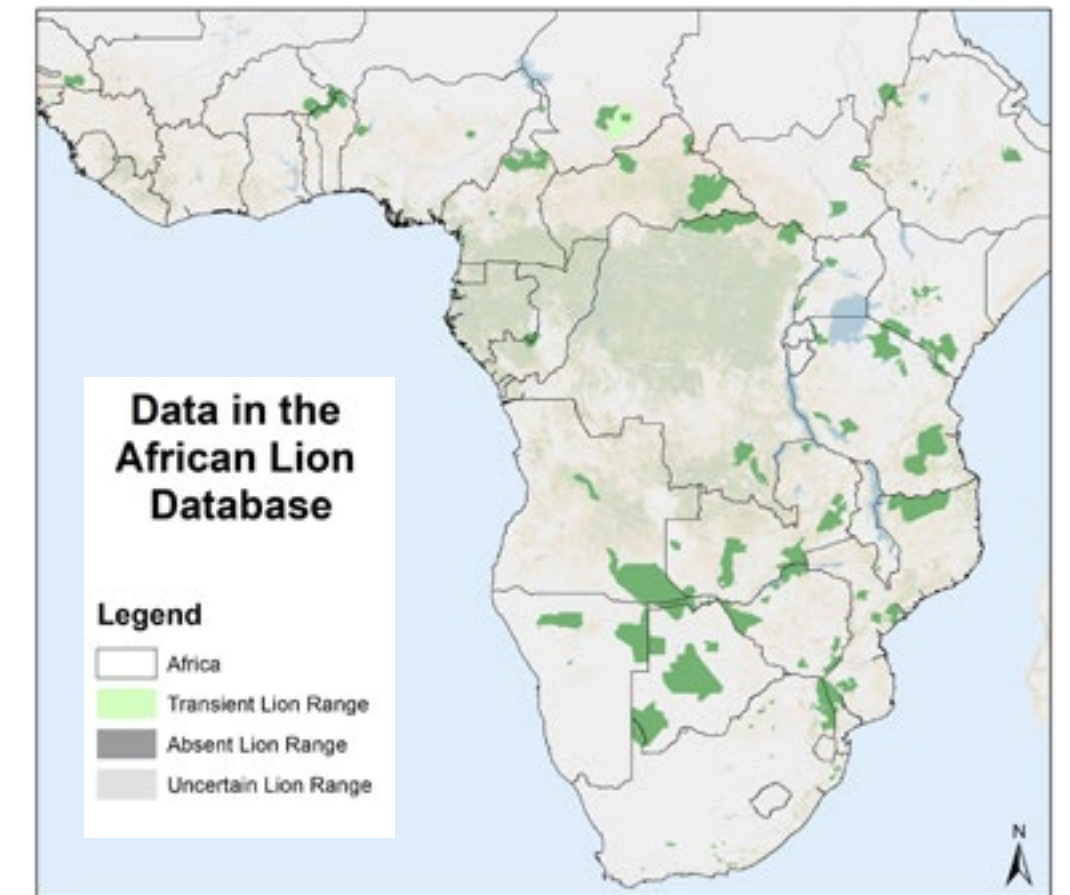 Data in the
African Lion
Database
Legend
Africa
Transient Lion Range
Absent Lion Range
Uncertain Lion Range
N